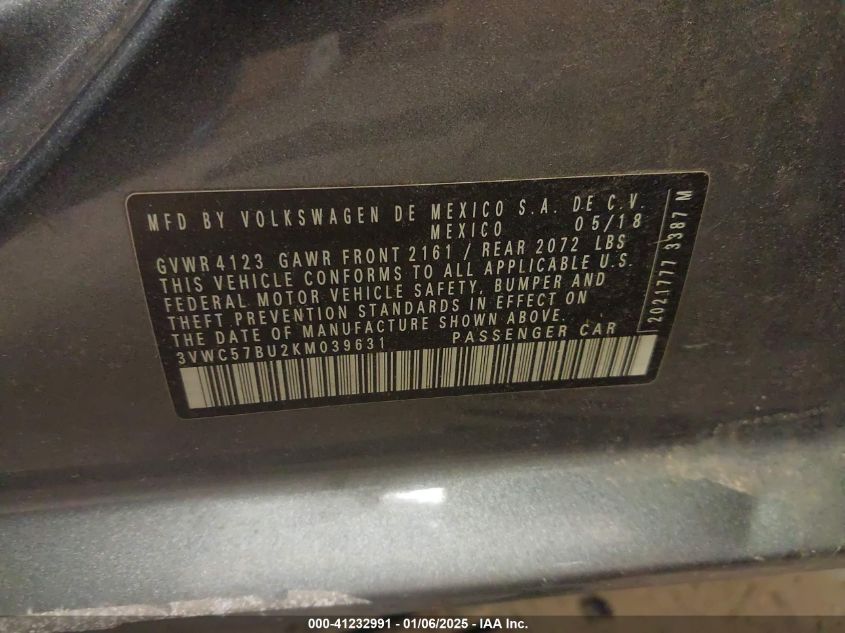 MFD BY VOLKSWAGEN DE MEXICO S.A. DE C.V.
MEXICO 05/18
GVWR 4123 GAWR FRONT 2161 / REAR 2072 LBS
THIS VEHICLE CONFORMS TO ALL APPLICABLE U.S.
FEDERAL MOTOR VEHICLE SAFETY, BUMPER AND
THEFT PREVENTION STANDARDS IN EFFECT ON
THE DATE OF MANUFACTURE SHOWN ABOVE.
3VWC57BU2KM039631 PASSENGER CAR
2021777 3387 M
000-41232991 - 01/06/2025 - IAA Inc.